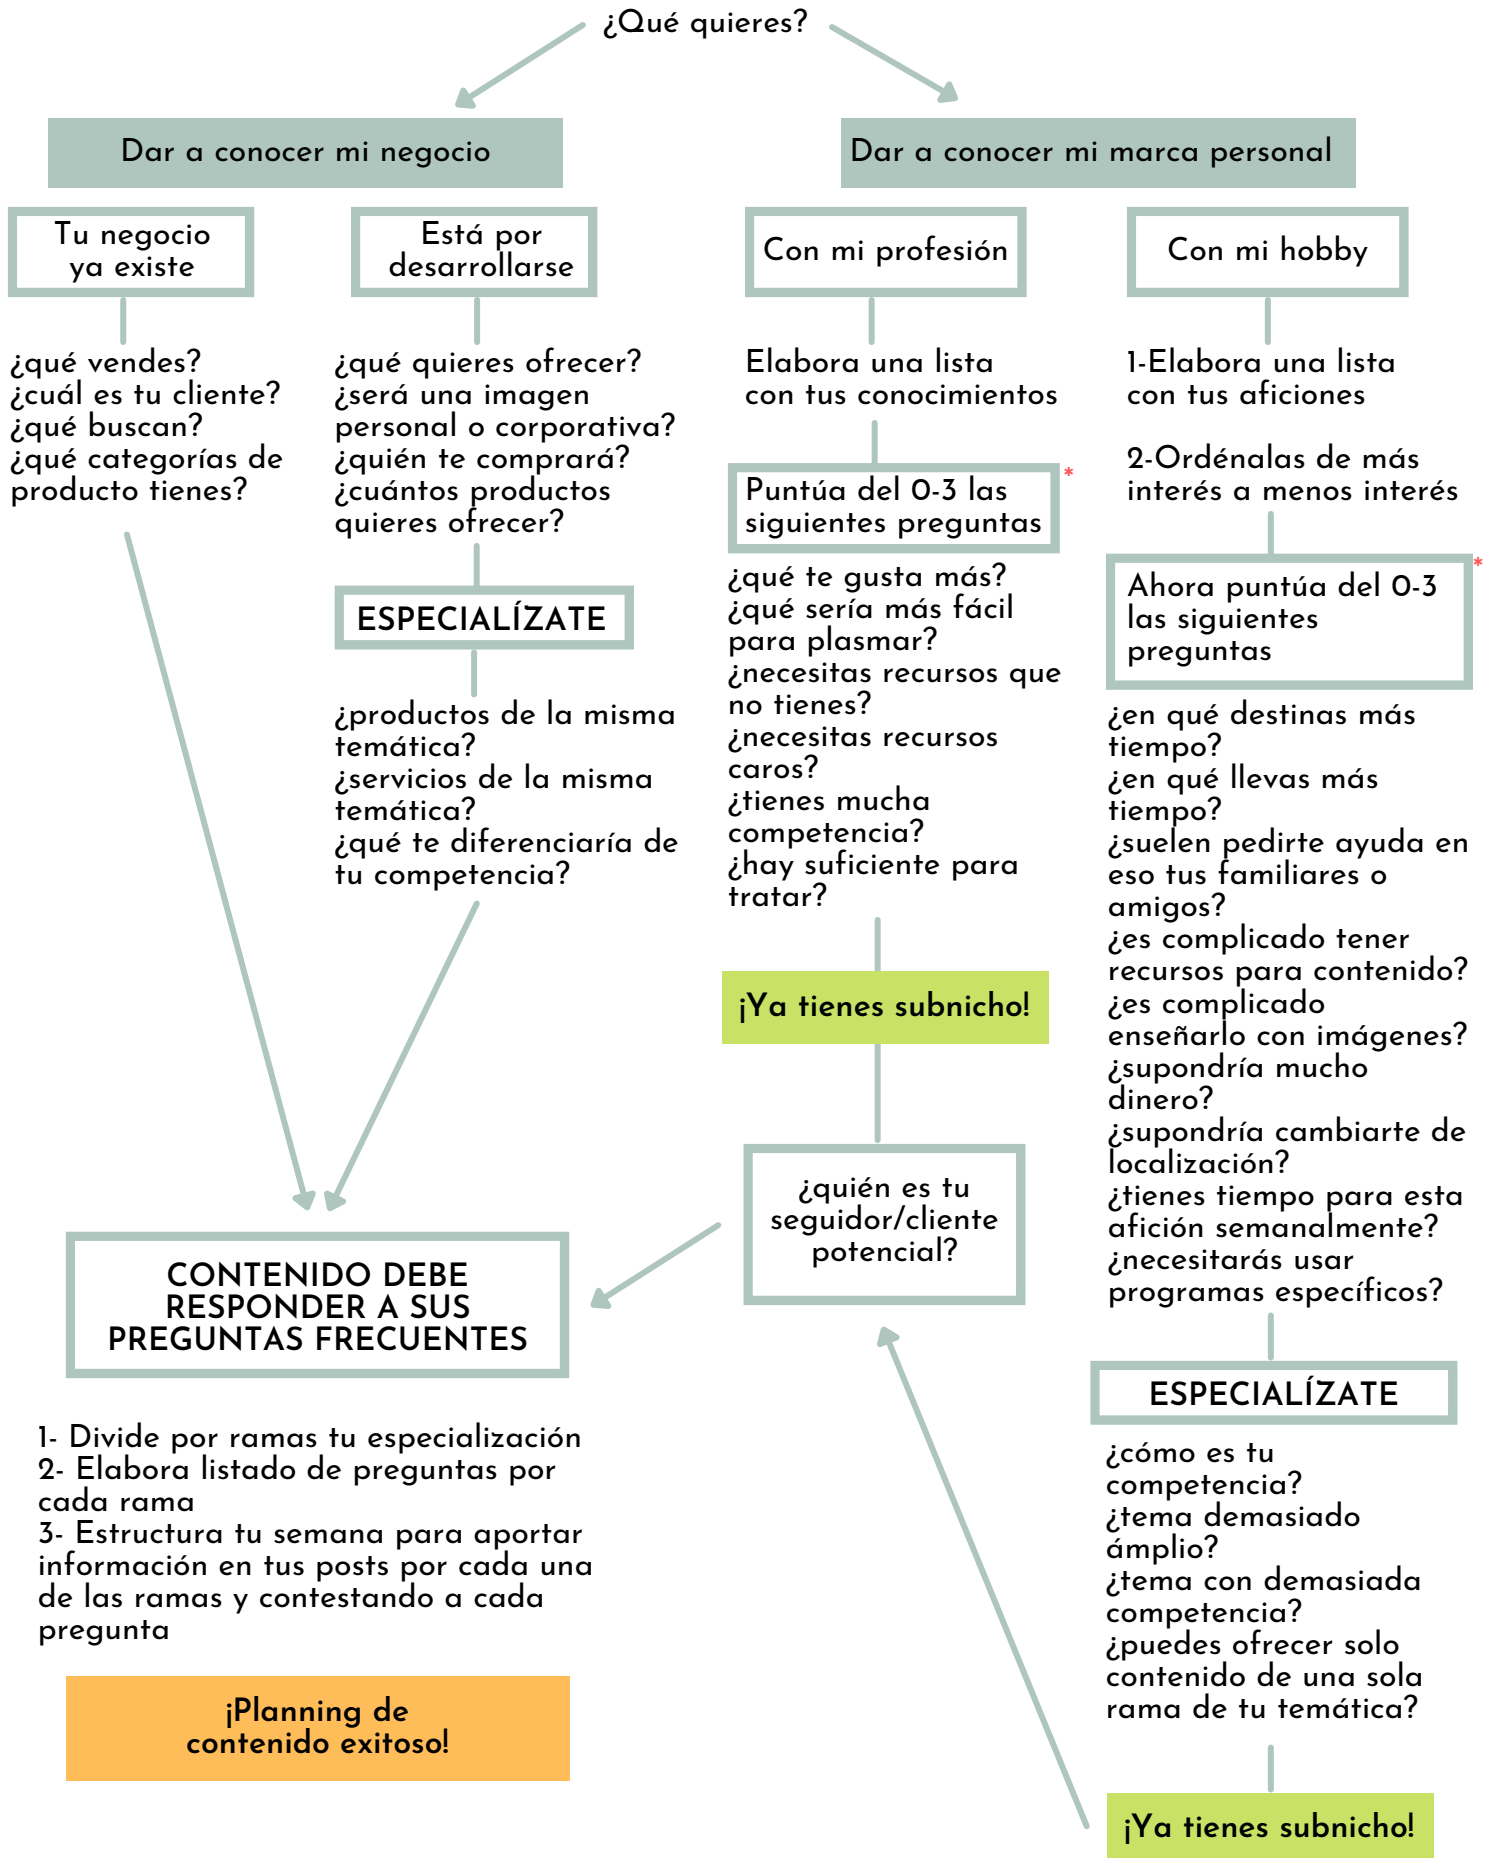 ¿Qué quieres?
Dar a conocer mi negocio
Dar a conocer mi marca personal
Tu negocio
ya existe
Está por
desarrollarse
Con mi profesión
Con mi hobby
¿qué vendes?
¿cuál es tu cliente?
¿qué buscan?
¿qué categorías de
producto tienes?
¿qué quieres ofrecer?
¿será una imagen
personal o corporativa?
¿quién te comprará?
¿cuántos productos
quieres ofrecer?
ESPECIALÍZATE
¿productos de la misma
temática?
¿servicios de la misma
temática?
¿qué te diferenciaría de
tu competencia?
Elabora una lista
con tus conocimientos
Puntúa del 0-3 las *
siguientes preguntas
¿qué te gusta más?
¿qué sería más fácil
para plasmar?
¿necesitas recursos que
no tienes?
¿necesitas recursos
caros?
¿tienes mucha
competencia?
¿hay suficiente para
tratar?
¡Ya tienes subnicho!
¿quién es tu
seguidor/cliente
potencial?
1-Elabora una lista
con tus aficiones
2-Ordénalas de más
interés a menos interés
Ahora puntúa del 0-3 *
las siguientes
preguntas
¿en qué destinas más
tiempo?
¿en qué llevas más
tiempo?
¿suelen pedirte ayuda en
eso tus familiares o
amigos?
¿es complicado tener
recursos para contenido?
¿es complicado
enseñarlo con imágenes?
¿supondría mucho
dinero?
¿supondría cambiarte de
localización?
¿tienes tiempo para esta
afición semanalmente?
¿necesitarás usar
programas específicos?
ESPECIALÍZATE
¿cómo es tu
competencia?
¿tema demasiado
ámplio?
¿tema con demasiada
competencia?
¿puedes ofrecer solo
contenido de una sola
rama de tu temática?
¡Ya tienes subnicho!
CONTENIDO DEBE
RESPONDER A SUS
PREGUNTAS FRECUENTES
1- Divide por ramas tu especialización
2- Elabora listado de preguntas por
cada rama
3- Estructura tu semana para aportar
información en tus posts por cada una
de las ramas y contestando a cada
pregunta
¡Planning de
contenido exitoso!